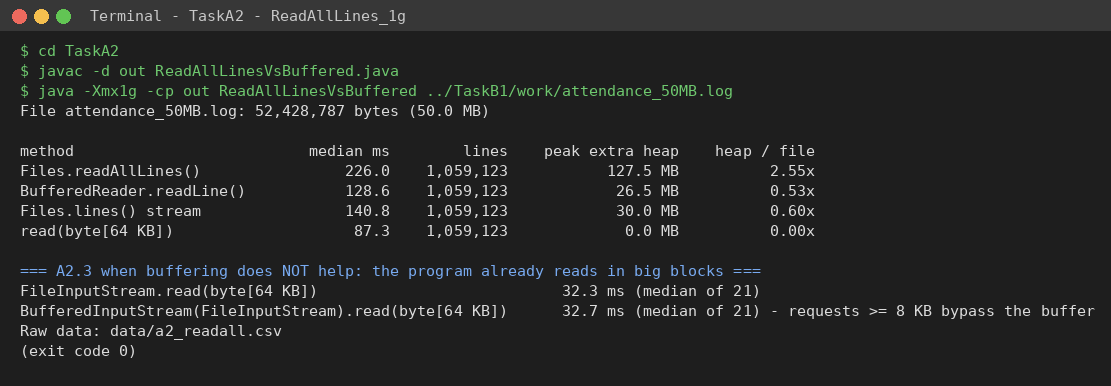 Terminal - TaskA2 - ReadAllLines_1g
$ cd TaskA2
$ javac -d out ReadAllLinesVsBuffered.java
$ java -Xmx1g -cp out ReadAllLinesVsBuffered ../TaskB1/work/attendance_50MB.log
File attendance_50MB.log: 52,428,787 bytes (50.0 MB)
method                          median ms        lines    peak extra heap    heap / file
Files.readAllLines()                226.0    1,059,123           127.5 MB          2.55x
BufferedReader.readLine()           128.6    1,059,123            26.5 MB          0.53x
Files.lines() stream                140.8    1,059,123            30.0 MB          0.60x
read(byte[64 KB])                    87.3    1,059,123             0.0 MB          0.00x
=== A2.3 when buffering does NOT help: the program already reads in big blocks ===
FileInputStream.read(byte[64 KB])                           32.3 ms (median of 21)
BufferedInputStream(FileInputStream).read(byte[64 KB])      32.7 ms (median of 21) - requests >= 8 KB bypass the buffer
Raw data: data/a2_readall.csv
(exit code 0)